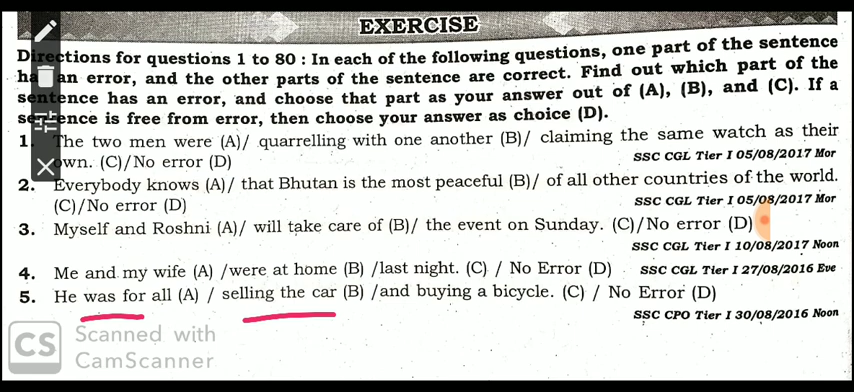 EXERCISE
Directions for questions 1 to 80 : In each of the following questions, one part of the sentence
ha an error, and the other parts of the sentence are correct. Find out which part of the
sentence has an error, and choose that part as your answer out of (A), (B), and (C). If a
sentence is free from error, then choose your answer as choice (D).
1. The two men were (A)/ quarrelling with one another (B)/ claiming the same watch as their
own. (C)/No error (D) SSC CGL Tier I 05/08/2017 Mor
2. Everybody knows (A)/ that Bhutan is the most peaceful (B)/ of all other countries of the world.
(C)/No error (D) SSC CGL Tier I 05/08/2017 Mor
3. Myself and Roshni (A)/ will take care of (B)/ the event on Sunday. (C)/No error (D)
SSC CGL Tier I 10/08/2017 Noon
4. Me and my wife (A) /were at home (B) /last night. (C) / No Error (D) SSC CGL Tier I 27/08/2016 Eve
5. He was for all (A) / selling the car (B) /and buying a bicycle. (C) / No Error (D)
SSC CPO Tier I 30/08/2016 Noon
CS Scanned with
CamScanner